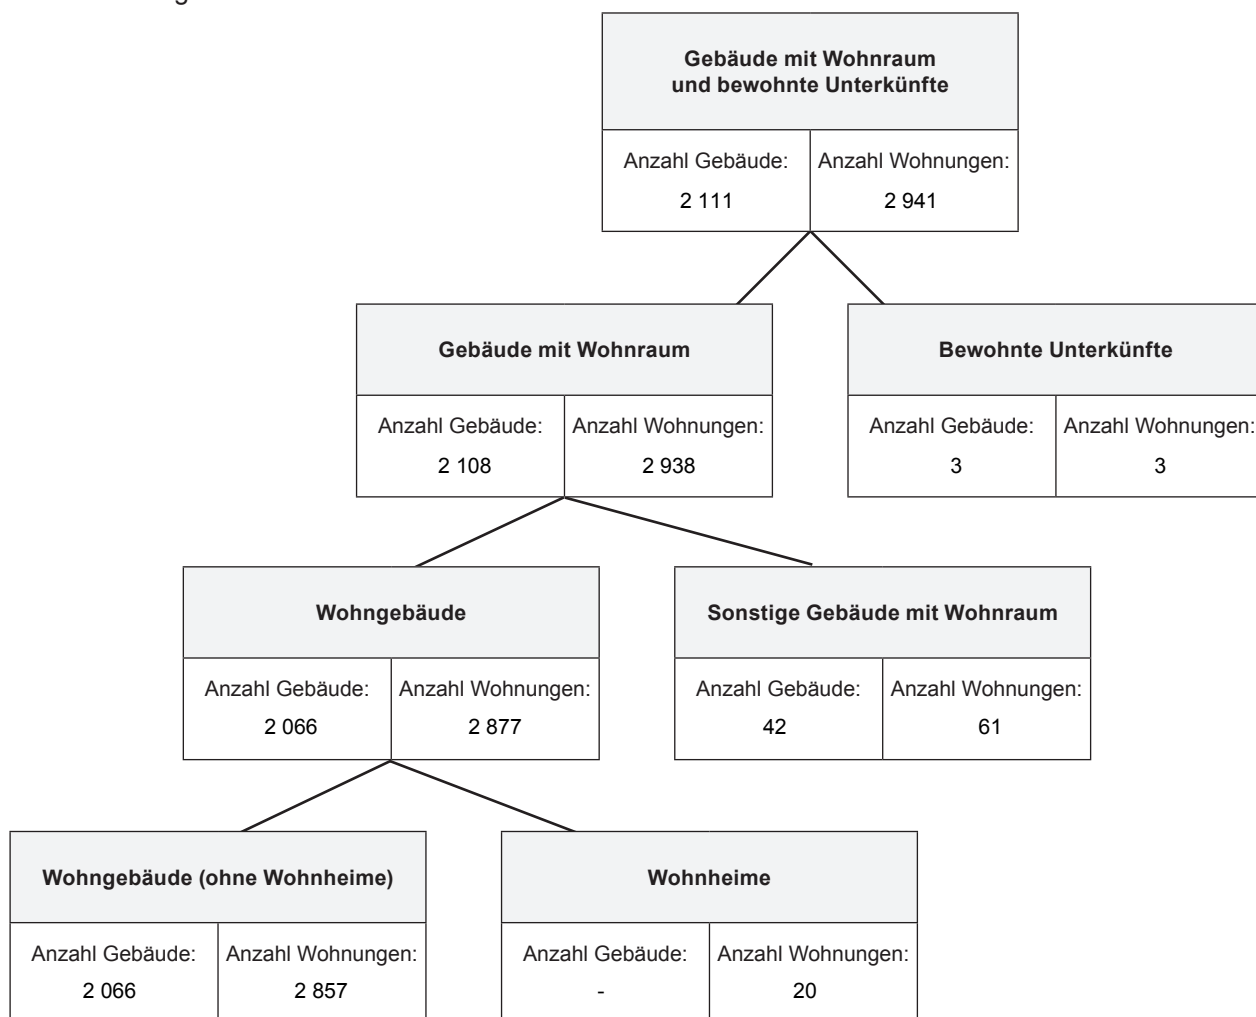 Gebäude mit Wohnraum
und bewohnte Unterkünfte
Anzahl Gebäude: Anzahl Wohnungen:
2 111 2 941
Gebäude mit Wohnraum
Anzahl Gebäude: Anzahl Wohnungen:
2 108 2 938
Bewohnte Unterkünfte
Anzahl Gebäude: Anzahl Wohnungen:
3 3
Wohngebäude
Anzahl Gebäude: Anzahl Wohnungen:
2 066 2 877
Sonstige Gebäude mit Wohnraum
Anzahl Gebäude: Anzahl Wohnungen:
42 61
Wohngebäude (ohne Wohnheime)
Anzahl Gebäude: Anzahl Wohnungen:
2 066 2 857
Wohnheime
Anzahl Gebäude: Anzahl Wohnungen:
- 20